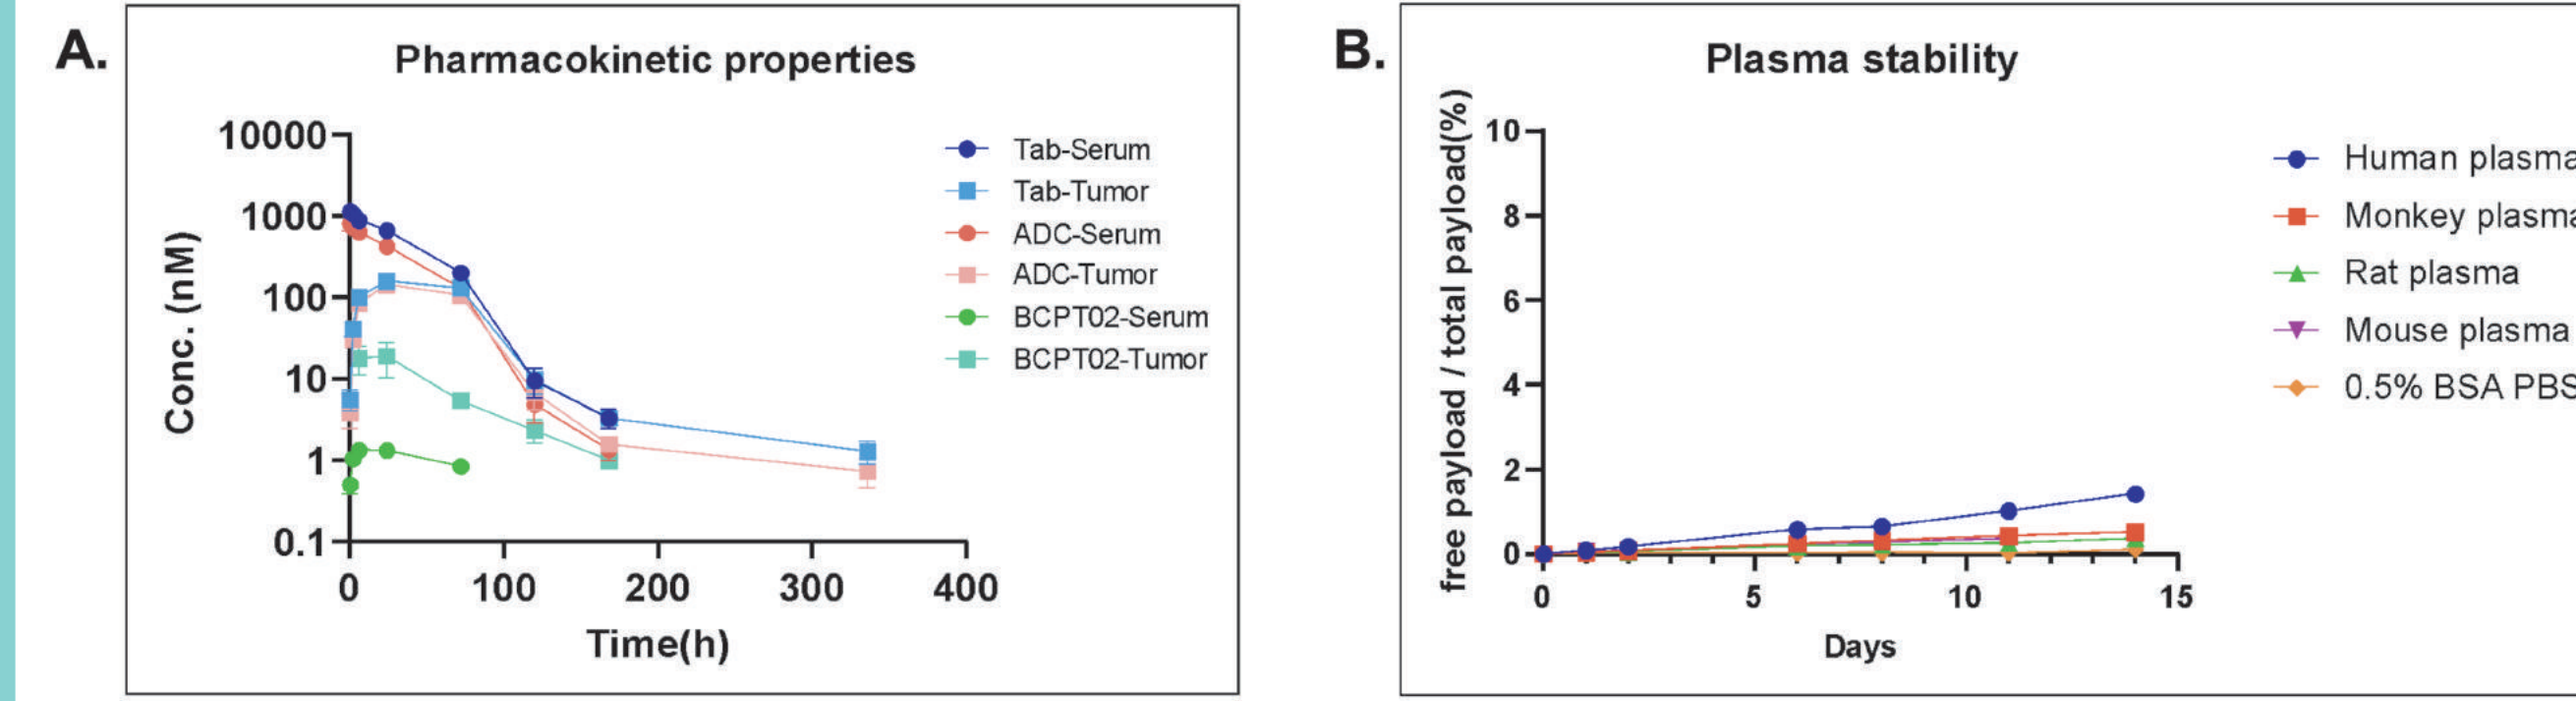 A.
Pharmacokinetic properties
Conc. (nM)
10000
1000
100
10
1
0.1
0 100 200 300 400
Time(h)
Tab-Serum
Tab-Tumor
ADC-Serum
ADC-Tumor
BCPT02-Serum
BCPT02-Tumor
B.
Plasma stability
free payload / total payload(%)
10
8
6
4
2
0
0 5 10 15
Days
Human plasma
Monkey plasma
Rat plasma
Mouse plasma
0.5% BSA PBS